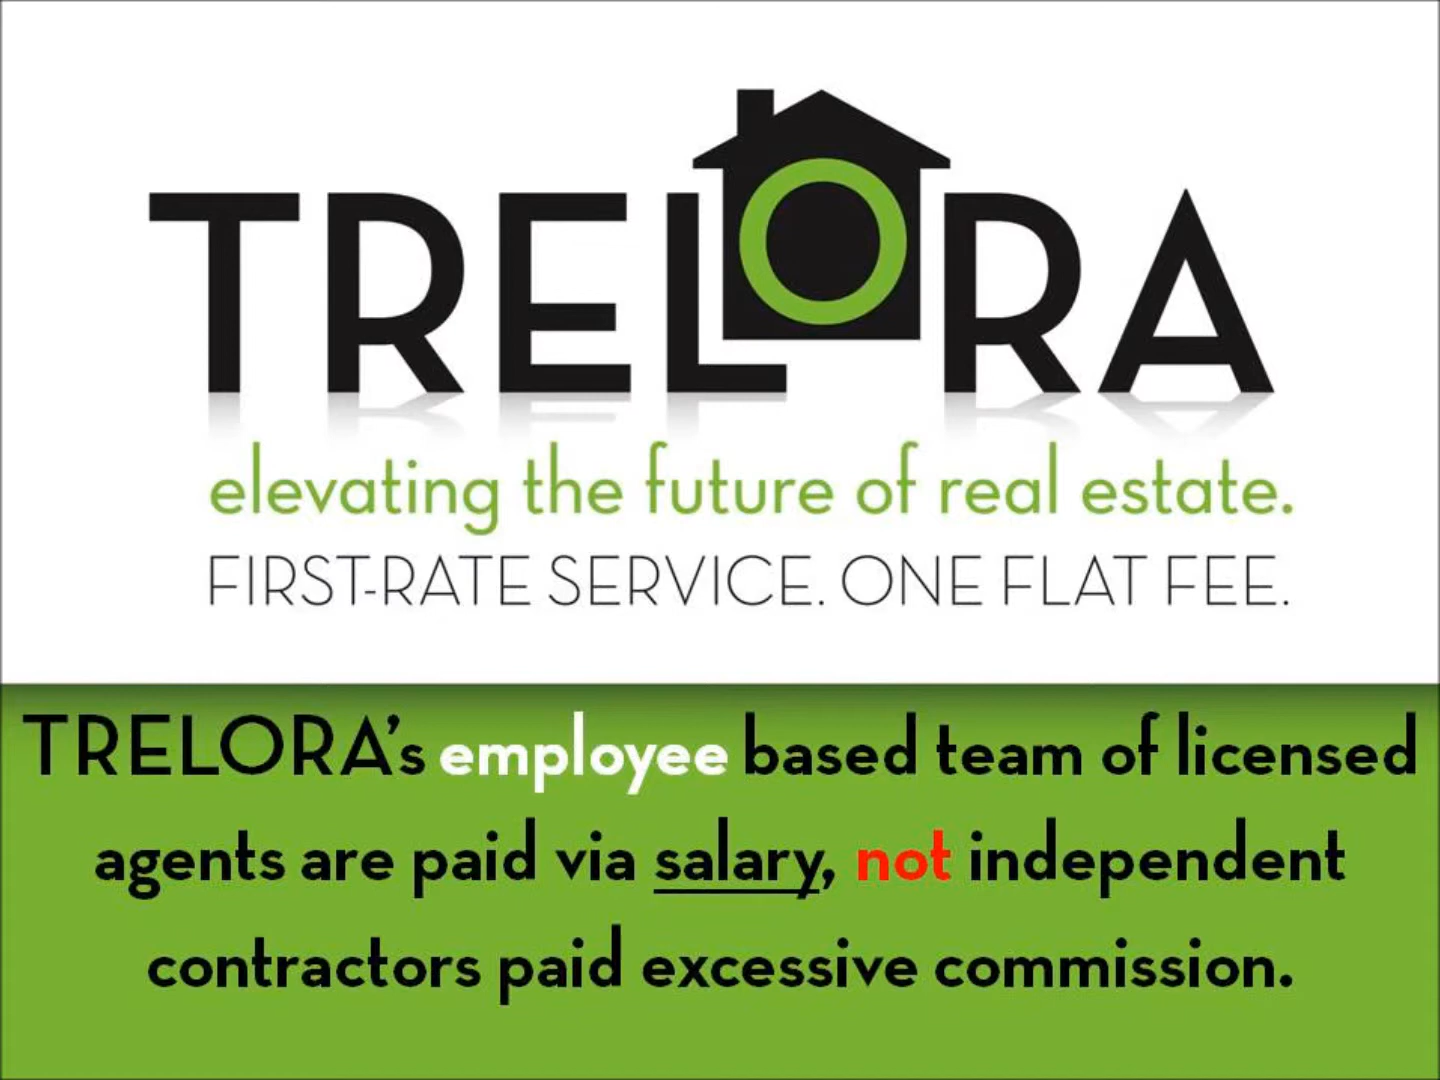 TRELORA
elevating the future of real estate.
FIRST-RATE SERVICE. ONE FLAT FEE.
TRELORA's employee based team of licensed
agents are paid via salary, not independent
contractors paid excessive commission.